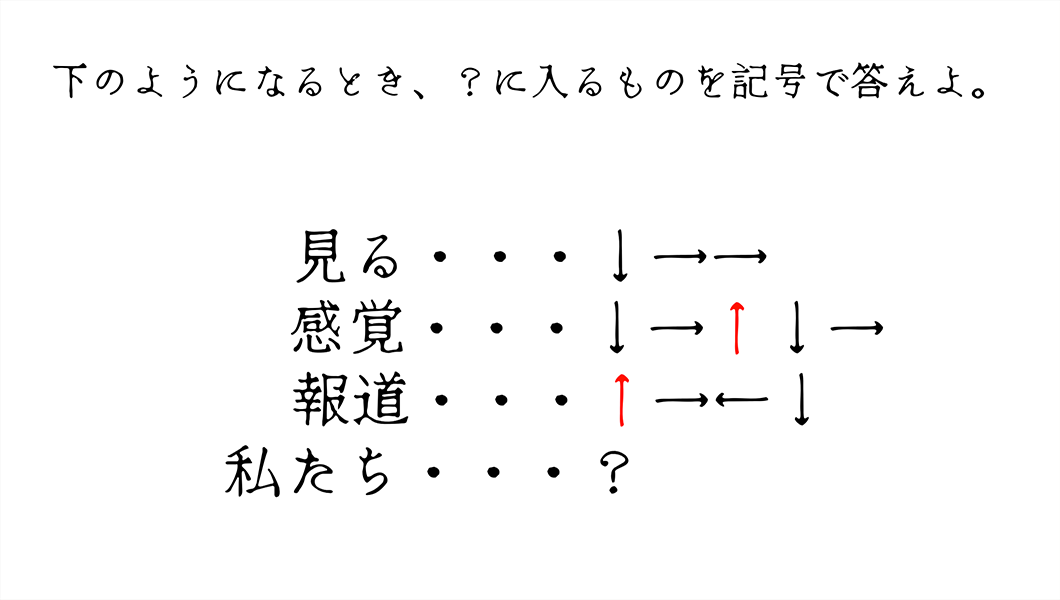 下のようになるとき、？に入るものを記号で答えよ。
見る・・・↓→→
感覚・・・↓→↑↓→
報道・・・↑→←↓
私たち・・・？